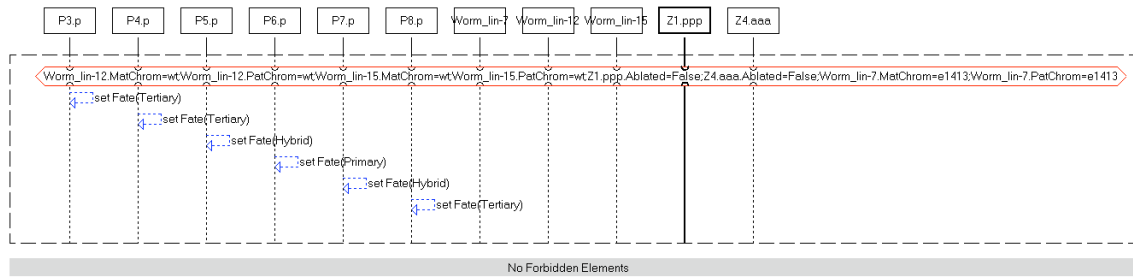 P3.p P4.p P5.p P6.p P7.p P8.p Worm_lin-7 Worm_lin-12 Worm_lin-15 Z1.ppp Z4.aaa
Worm_lin-12.MatChrom=wt;Worm_lin-12.PatChrom=wt;Worm_lin-15.MatChrom=wt;Worm_lin-15.PatChrom=wt;Z1.ppp.Ablated=False;Z4.aaa.Ablated=False;Worm_lin-7.MatChrom=e1413;Worm_lin-7.PatChrom=e1413
set Fate(Tertiary)
set Fate(Tertiary)
set Fate(Hybrid)
set Fate(Primary)
set Fate(Hybrid)
set Fate(Tertiary)
No Forbidden Elements